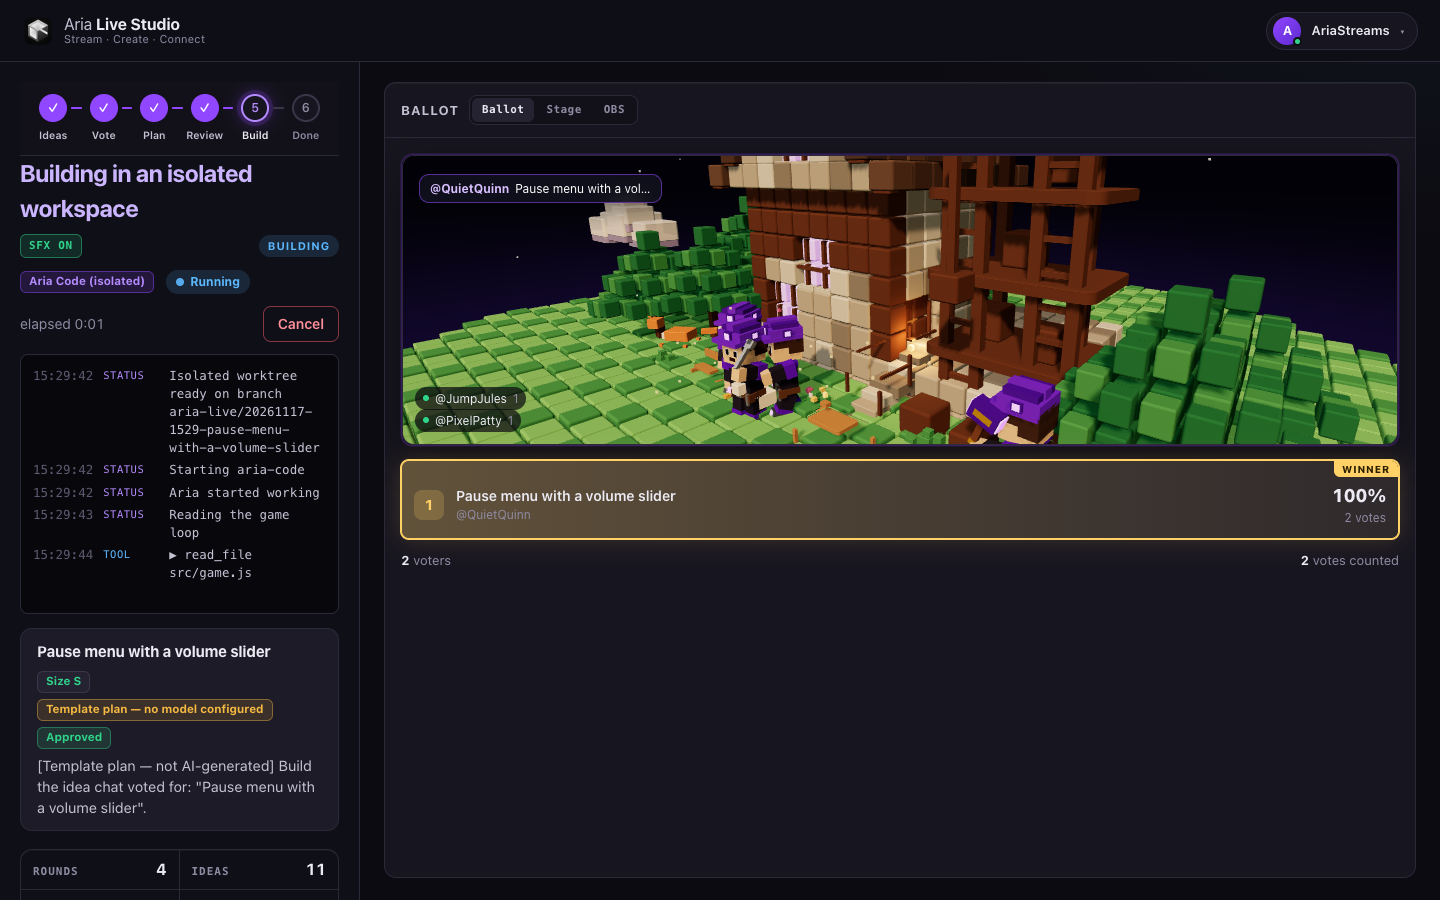 Aria Live Studio
Stream · Create · Connect
A
AriaStreams
5
6
Ideas
Vote
Plan
Review
Build
Done
Building in an isolated
workspace
SFX ON
BUILDING
Aria Code (isolated)
Running
elapsed 0:01
Cancel
15:29:42 STATUS Isolated worktree
ready on branch
aria-live/20261117-
1529-pause-menu-
with-a-volume-slider
15:29:42 STATUS Starting aria-code
15:29:42 STATUS Aria started working
15:29:43 STATUS Reading the game
loop
15:29:44 TOOL ▶ read_file
src/game.js
Pause menu with a volume slider
Size S
Template plan — no model configured
Approved
[Template plan — not AI-generated] Build
the idea chat voted for: "Pause menu with
a volume slider".
ROUNDS 4
IDEAS 11
BALLOT
Ballot
Stage
OBS
@QuietQuinn Pause menu with a vol...
@JumpJules 1
@PixelPatty 1
WINNER
1
Pause menu with a volume slider
@QuietQuinn
100%
2 votes
2 voters
2 votes counted